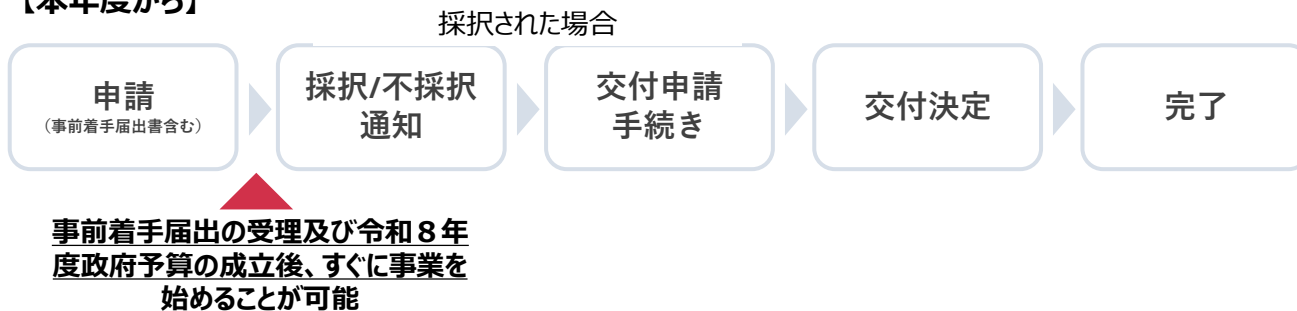 【本年度から】
採択された場合
申請
（事前着手届出書含む）
採択/不採択
通知
交付申請
手続き
交付決定
完了
事前着手届出の受理及び令和８年
度政府予算の成立後、すぐに事業を
始めることが可能